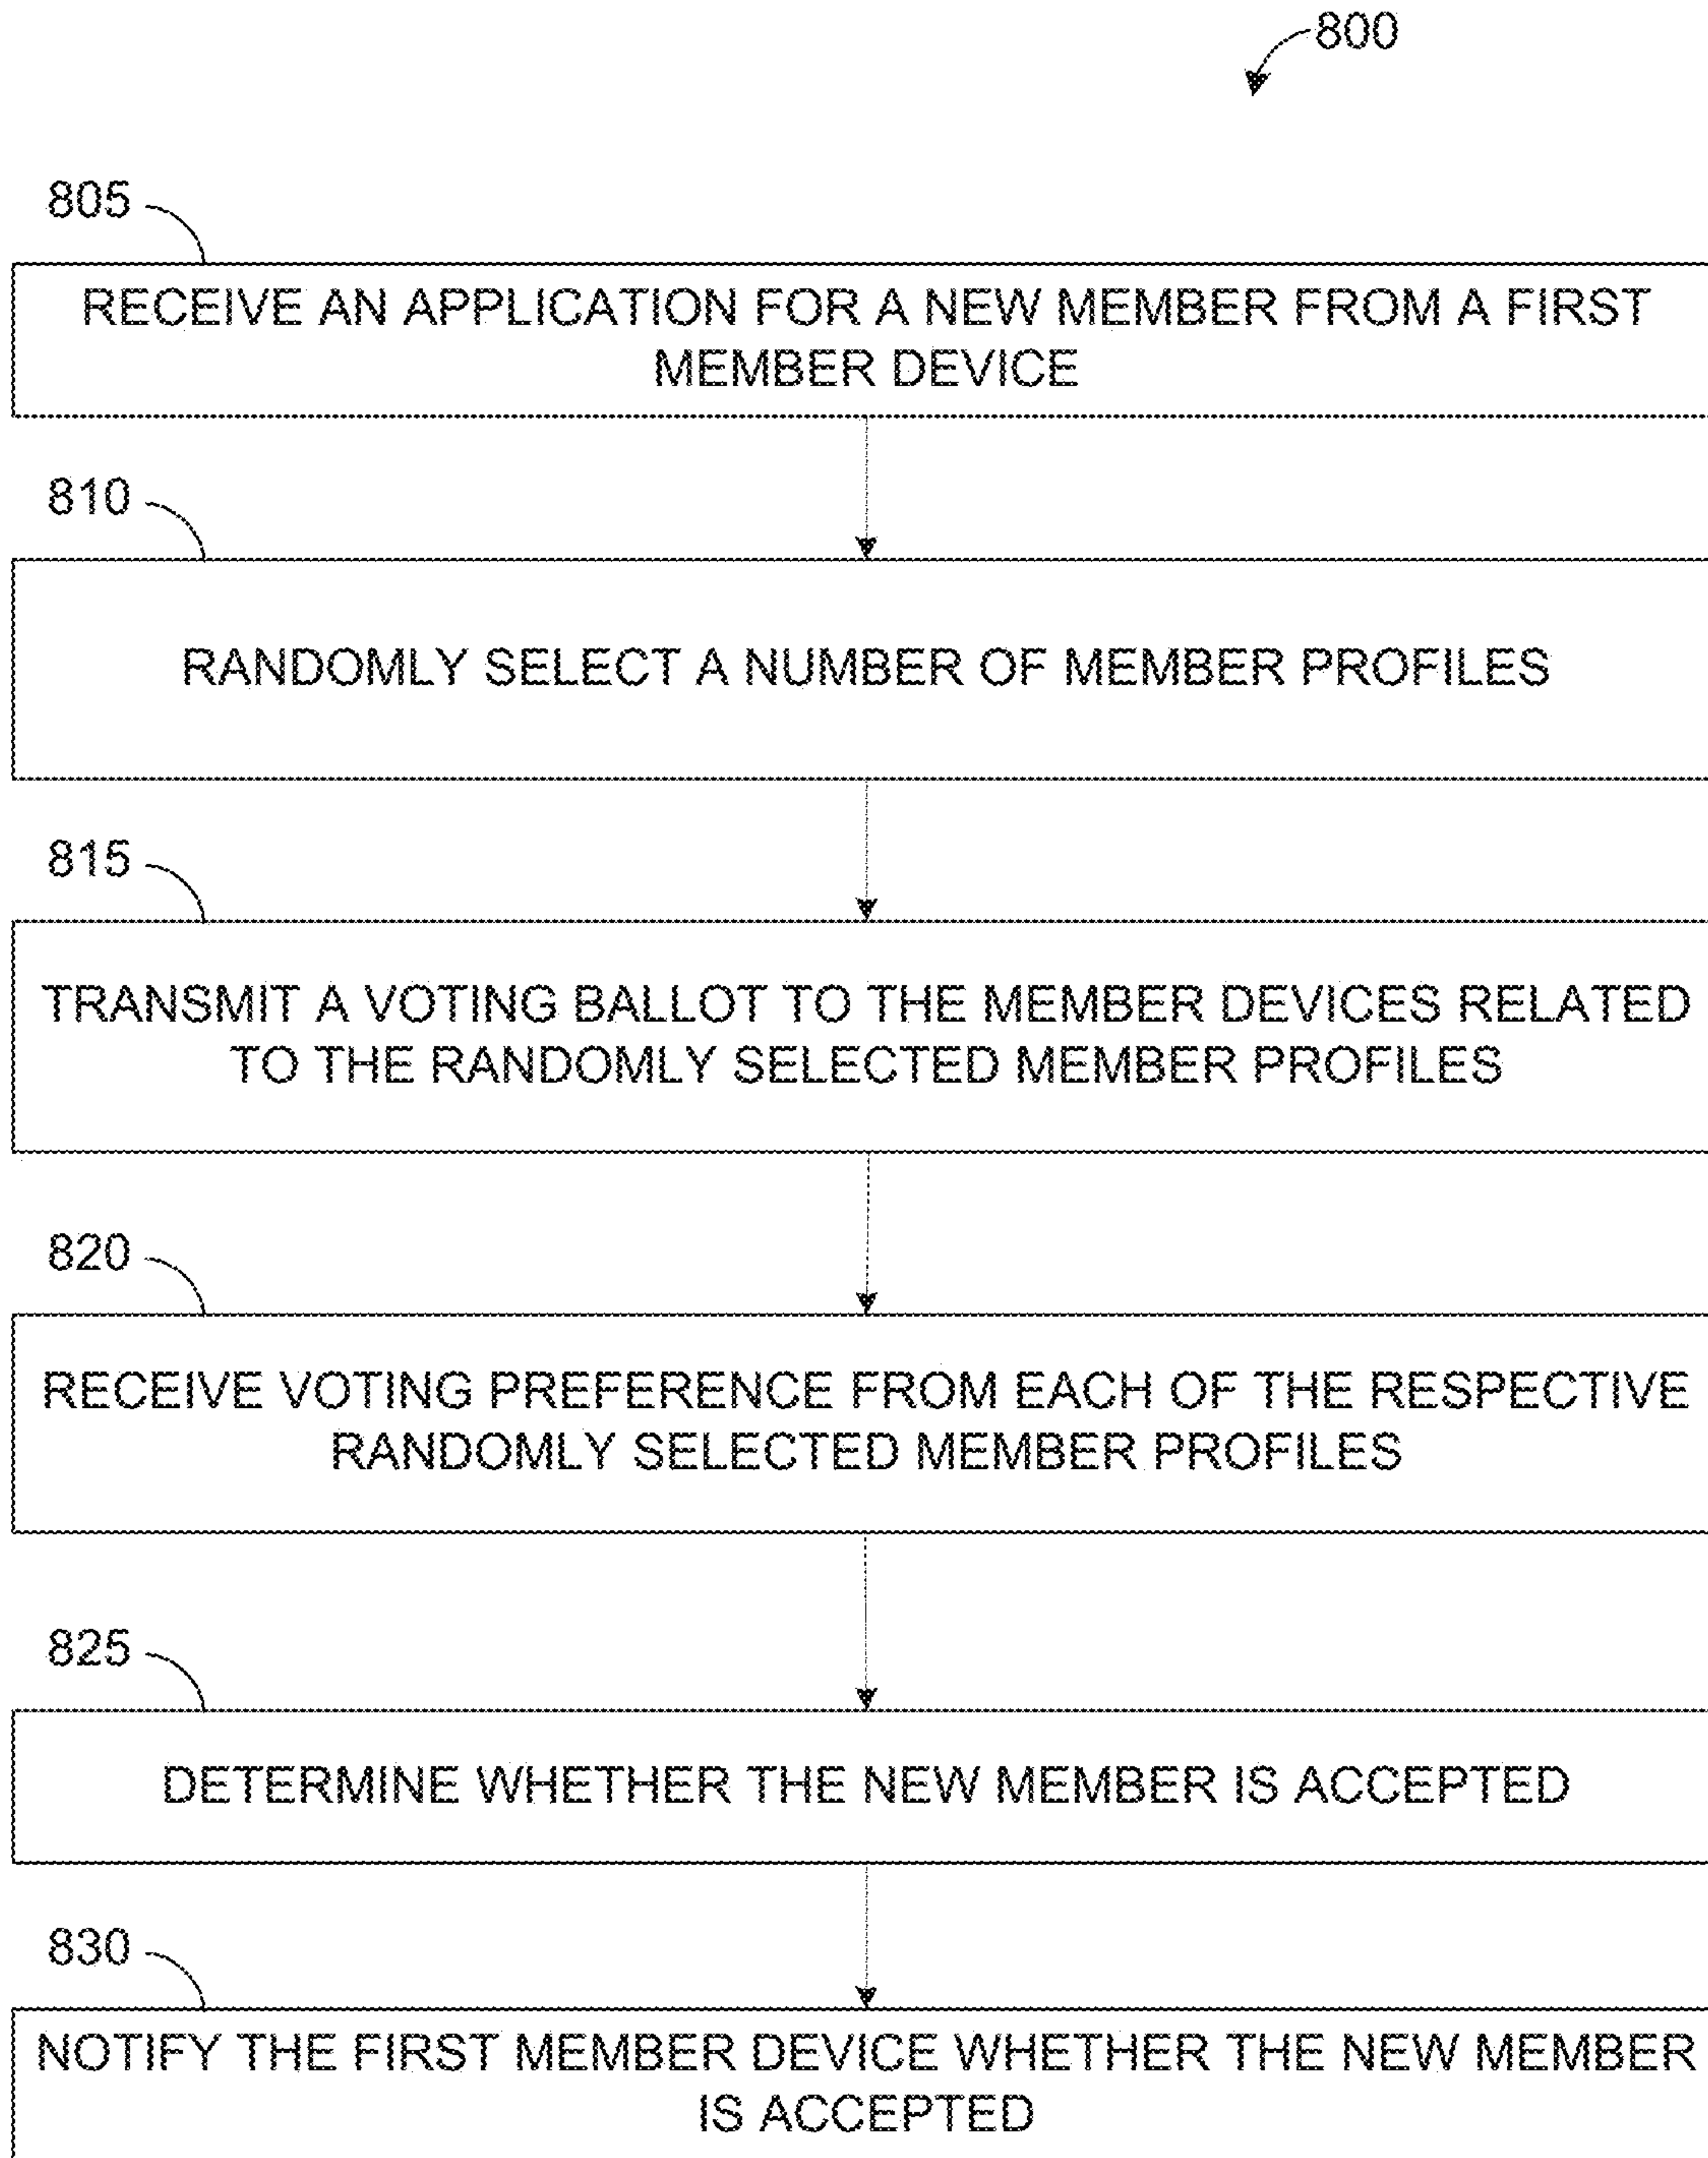 800
805
RECEIVE AN APPLICATION FOR A NEW MEMBER FROM A FIRST
MEMBER DEVICE
810
RANDOMLY SELECT A NUMBER OF MEMBER PROFILES
815
TRANSMIT A VOTING BALLOT TO THE MEMBER DEVICES RELATED
TO THE RANDOMLY SELECTED MEMBER PROFILES
820
RECEIVE VOTING PREFERENCE FROM EACH OF THE RESPECTIVE
RANDOMLY SELECTED MEMBER PROFILES
825
DETERMINE WHETHER THE NEW MEMBER IS ACCEPTED
830
NOTIFY THE FIRST MEMBER DEVICE WHETHER THE NEW MEMBER
IS ACCEPTED